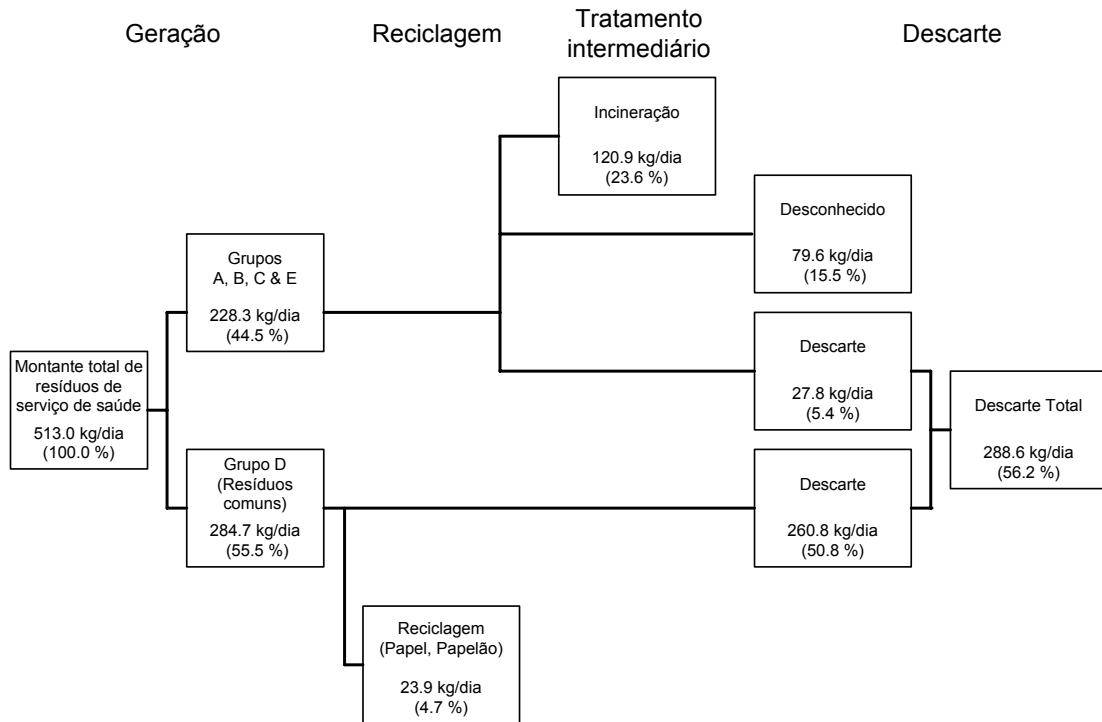 Geração
Reciclagem
Tratamento
intermediário
Descarte
Incineração
120.9 kg/dia
(23.6 %)
Desconhecido
79.6 kg/dia
(15.5 %)
Grupos
A, B, C & E
228.3 kg/dia
(44.5 %)
Descarte
27.8 kg/dia
(5.4 %)
Montante total de
resíduos de
serviço de saúde
513.0 kg/dia
(100.0 %)
Descarte Total
288.6 kg/dia
(56.2 %)
Grupo D
(Resíduos
comuns)
284.7 kg/dia
(55.5 %)
Descarte
260.8 kg/dia
(50.8 %)
Reciclagem
(Papel, Papelão)
23.9 kg/dia
(4.7 %)